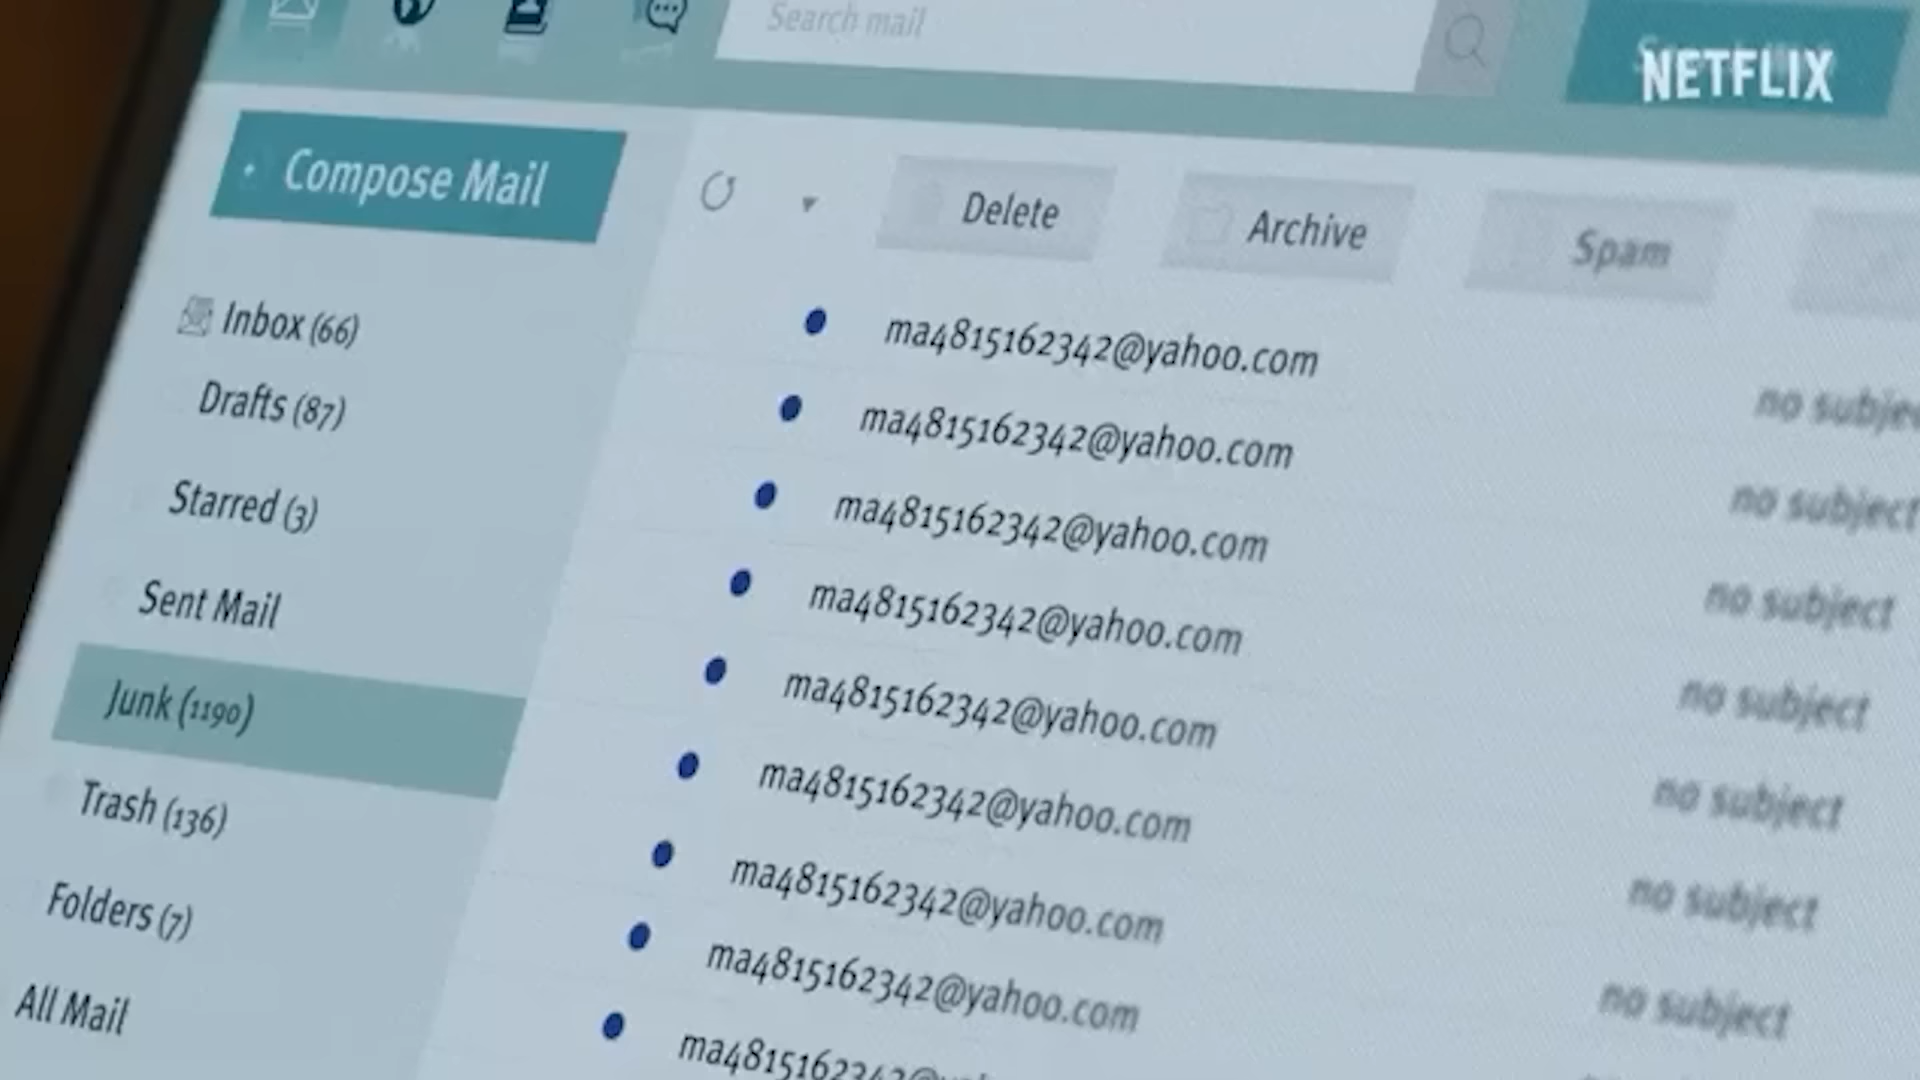 Search mail
NETFLIX
Compose Mail
Delete
Archive
Spam
Inbox (66)
Drafts (87)
Starred (3)
Sent Mail
Junk (1190)
Trash (136)
Folders (7)
All Mail
ma4815162342@yahoo.com
no subject
ma4815162342@yahoo.com
no subject
ma4815162342@yahoo.com
no subject
ma4815162342@yahoo.com
no subject
ma4815162342@yahoo.com
no subject
ma4815162342@yahoo.com
no subject
ma4815162342@yahoo.com
no subject
ma4815162342@yahoo.com